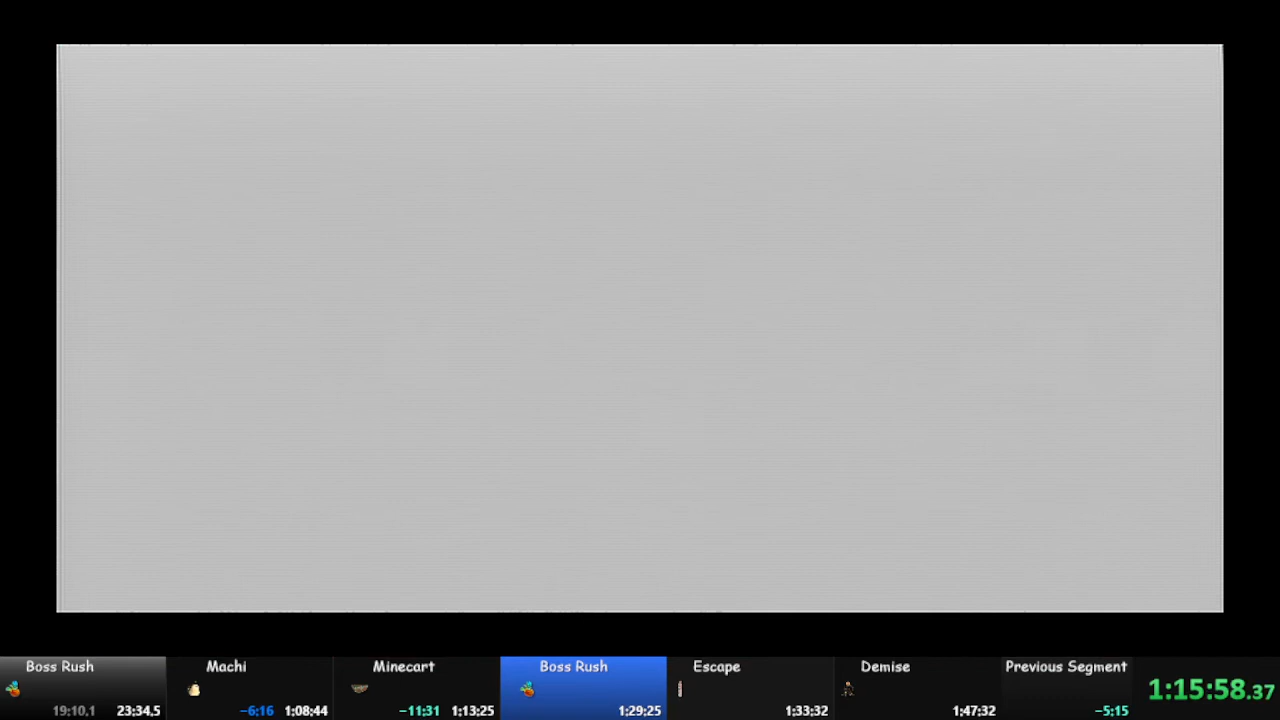 Boss Rush
19:10,1 23:34,5
Machi
−6;16 1;08;44
Minecart
−11;31 1;13;25
Boss Rush
1;29;25
Escape
1;33;32
Demise
1;47;32
Previous Segment
−5;15
1:15:58.37